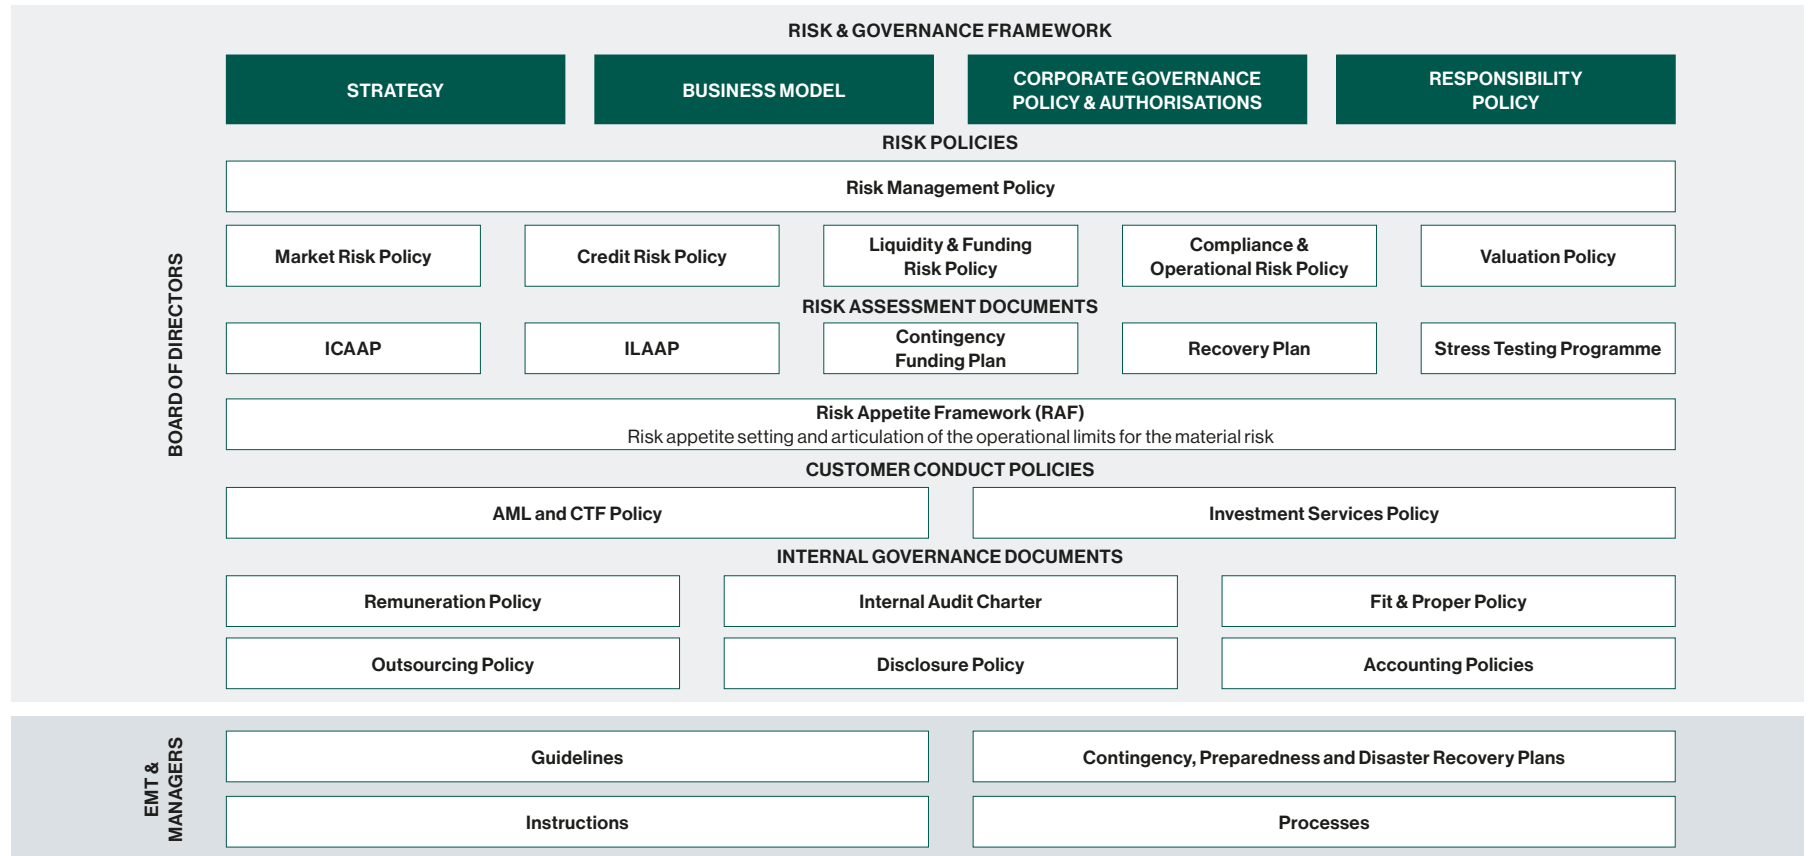 RISK & GOVERNANCE FRAMEWORK
STRATEGY
BUSINESS MODEL
CORPORATE GOVERNANCE
POLICY & AUTHORISATIONS
RESPONSIBILITY
POLICY
RISK POLICIES
Risk Management Policy
Market Risk Policy
Credit Risk Policy
Liquidity & Funding
Risk Policy
Compliance &
Operational Risk Policy
Valuation Policy
RISK ASSESSMENT DOCUMENTS
ICAAP
ILAAP
Contingency
Funding Plan
Recovery Plan
Stress Testing Programme
Risk Appetite Framework (RAF)
Risk appetite setting and articulation of the operational limits for the material risk
CUSTOMER CONDUCT POLICIES
AML and CTF Policy
Investment Services Policy
INTERNAL GOVERNANCE DOCUMENTS
Remuneration Policy
Internal Audit Charter
Fit & Proper Policy
Outsourcing Policy
Disclosure Policy
Accounting Policies
BOARD OF DIRECTORS
EMT &
MANAGERS
Guidelines
Contingency, Preparedness and Disaster Recovery Plans
Instructions
Processes